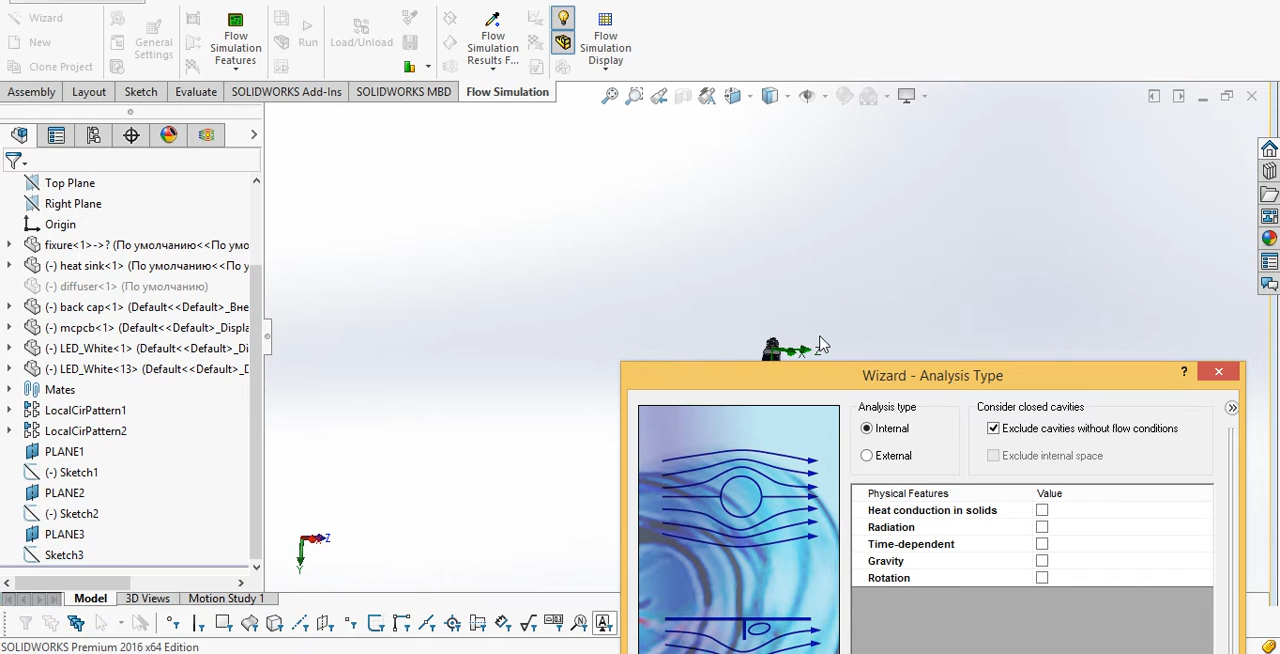 Wizard
New
Clone Project
General
Settings
Run
Load/Unload
Flow
Simulation
Features
Flow
Simulation
Results F...
Flow
Simulation
Display
Assembly
Layout
Sketch
Evaluate
SOLIDWORKS Add-Ins
SOLIDWORKS MBD
Flow Simulation
Top Plane
Right Plane
Origin
fixure<1>->? (По умолчанию<<По умо
(-) heat sink<1> (По умолчанию<<По у
(-) diffuser<1> (По умолчанию)
(-) back cap<1> (Default<<Default>_Вне
(-) mcpcb<1> (Default<<Default>_Displa
(-) LED_White<1> (Default<<Default>_Di
(-) LED_White<13> (Default<<Default>_D
Mates
LocalCirPattern1
LocalCirPattern2
PLANE1
(-) Sketch1
PLANE2
(-) Sketch2
PLANE3
Sketch3
X
Z
Z
Y
Wizard - Analysis Type
?
Analysis type
Internal
External
Consider closed cavities
Exclude cavities without flow conditions
Exclude internal space
Physical Features Value
Heat conduction in solids
Radiation
Time-dependent
Gravity
Rotation
Model
3D Views
Motion Study 1
SOLIDWORKS Premium 2016 x64 Edition